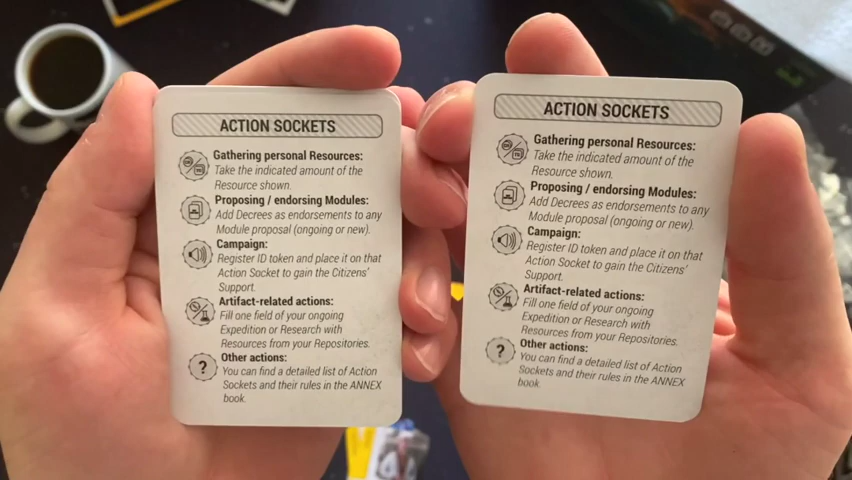 ACTION SOCKETS
Gathering personal Resources:
Take the indicated amount of the
Resource shown.
Proposing / endorsing Modules:
Add Decrees as endorsements to any
Module proposal (ongoing or new).
Campaign:
Register ID token and place it on that
Action Socket to gain the Citizens'
Support.
Artifact-related actions:
Fill one field of your ongoing
Expedition or Research with
Resources from your Repositories.
?
Other actions:
You can find a detailed list of Action
Sockets and their rules in the ANNEX
book.
ACTION SOCKETS
Gathering personal Resources:
Take the indicated amount of the
Resource shown.
Proposing / endorsing Modules:
Add Decrees as endorsements to any
Module proposal (ongoing or new).
Campaign:
Register ID token and place it on that
Action Socket to gain the Citizens'
Support.
Artifact-related actions:
Fill one field of your ongoing
Expedition or Research with
Resources from your Repositories.
?
Other actions:
You can find a detailed list of Action
Sockets and their rules in the ANNEX
book.